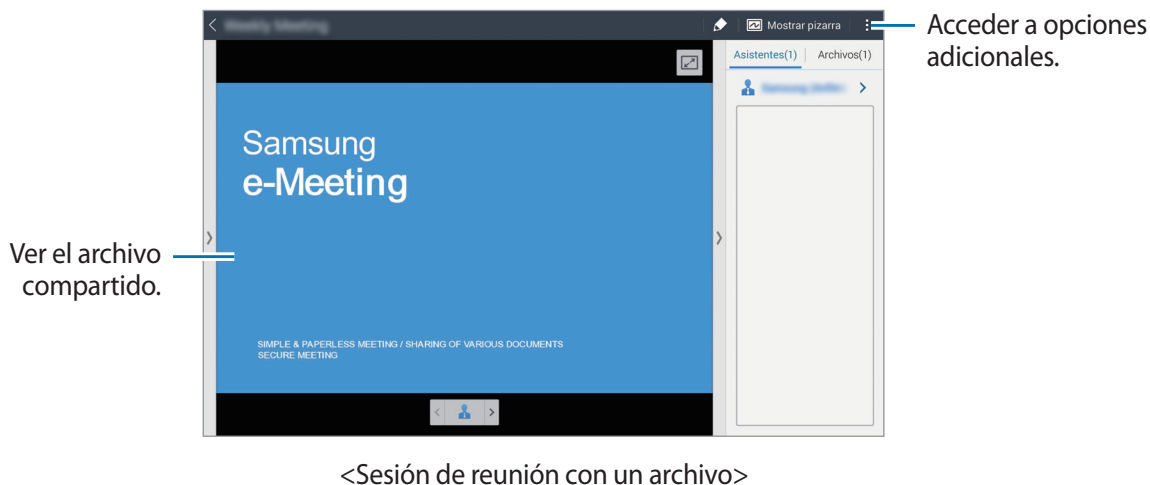 Mostrar pizarra
Acceder a opciones
adicionales.
Asistentes(1)
Archivos(1)
Samsung
e-Meeting
Ver el archivo
compartido.
SIMPLE & PAPERLESS MEETING / SHARING OF VARIOUS DOCUMENTS
SECURE MEETING
<Sesión de reunión con un archivo>